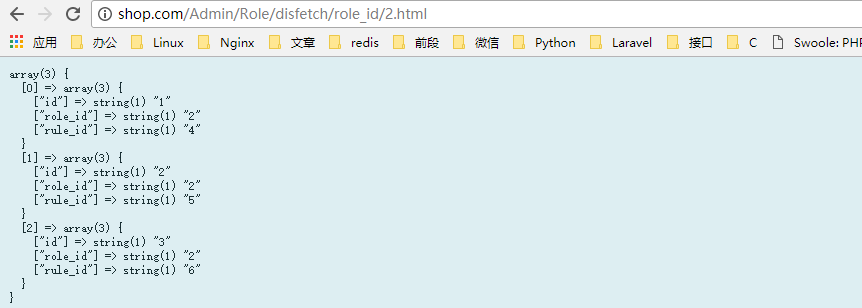 shop.com/Admin/Role/disfetch/role_id/2.html
应用 办公 Linux Nginx 文章 redis 前段 微信 Python Laravel 接口 C Swoole: PHP
array(3) {
  [0] => array(3) {
    ["id"] => string(1) "1"
    ["role_id"] => string(1) "2"
    ["rule_id"] => string(1) "4"
  }
  [1] => array(3) {
    ["id"] => string(1) "2"
    ["role_id"] => string(1) "2"
    ["rule_id"] => string(1) "5"
  }
  [2] => array(3) {
    ["id"] => string(1) "3"
    ["role_id"] => string(1) "2"
    ["rule_id"] => string(1) "6"
  }
}